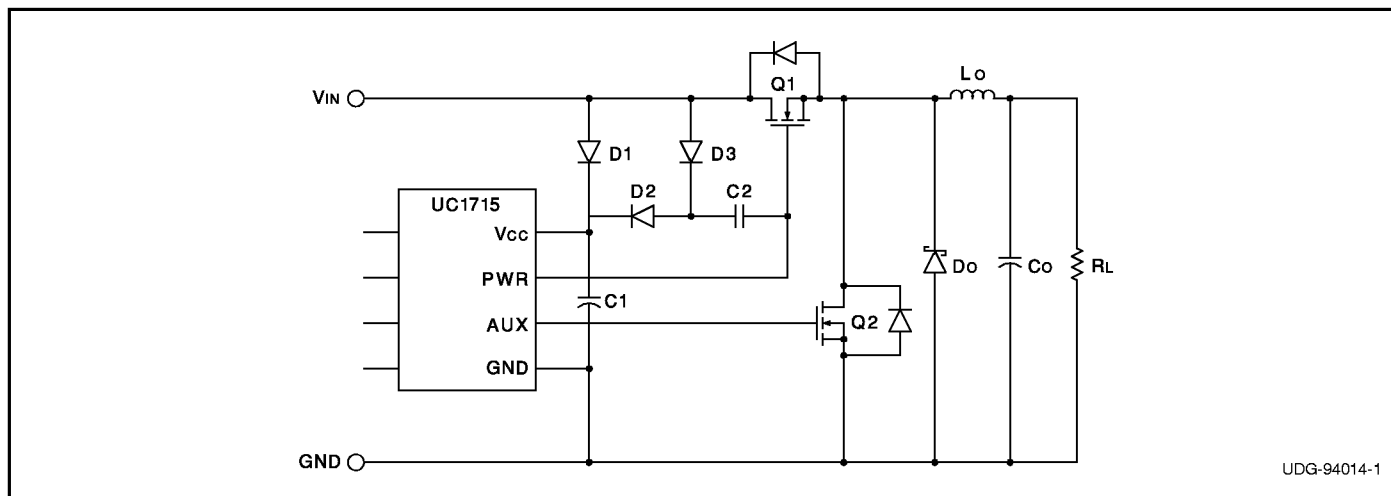 Q1
LO
VIN
D1
D3
D2
C2
UC1715
VCC
PWR
C1
AUX
GND
Q2
DO
CO
RL
GND
UDG-94014-1